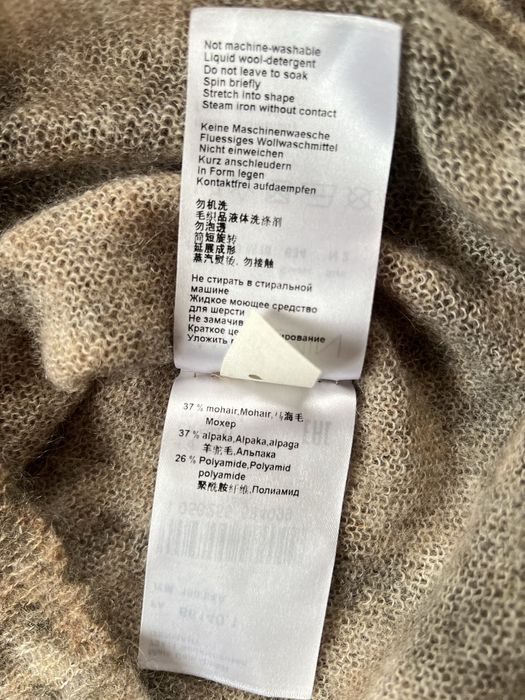 Not machine-washable
Liquid wool-detergent
Do not leave to soak
Spin briefly
Stretch into shape
Steam iron without contact
Keine Maschinenwaesche
Fluessiges Wollwaschmittel
Nicht einweichen
Kurz anschleudern
In Form legen
Kontaktfrei aufdaempfen
勿机洗
毛织品液体洗涤剂
勿泡透
简短旋转
延展成形
蒸汽熨烫, 勿接触
Не стирать в стиральной
машине
Жидкое моющее средство
для шерсти
Не замачив
Краткое це
Уложить
37 % mohair,Mohair,马海毛
Мохер
37 % alpaka,Alpaka,alpaga
羊驼毛,Альпака
26 % Polyamide,Polyamid
polyamide
聚酰胺纤维,Полиамид